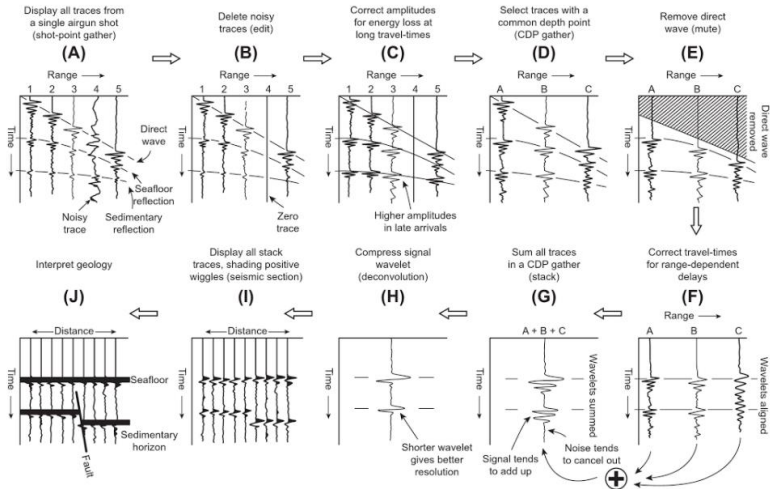 Display all traces
from a single airgun shot
(shot-point gather)
(A)
Range
1 2 3 4 5
Time
Direct
wave
Seafloor
reflection
Noisy
trace
Sedimentary
reflection
Delete noisy
traces (edit)
(B)
Range
1 2 3 4 5
Time
Zero
trace
Correct amplitudes
for energy loss at
long travel-times
(C)
Range
1 2 3 4 5
Time
Higher amplitudes
in late arrivals
Select traces with a
common depth point
(CDP gather)
(D)
Range
A B C
Time
Remove direct
wave (mute)
(E)
Range
A B C
Time
Direct wave
removed
Correct travel-times
for range-dependent
delays
(F)
Range
A B C
Time
Wavelets aligned
Sum all traces
in a CDP gather
(stack)
(G)
A + B + C
Time
Wavelets summed
Signal tends
to add up
Noise tends
to cancel out
+
Compress signal
wavelet
(deconvolution)
(H)
Time
Shorter wavelet
gives better
resolution
Display all stack
traces, shading positive
wiggles (seismic section)
(I)
Distance
Time
Interpret geology
(J)
Distance
Time
Seafloor
Sedimentary
horizon
Fault